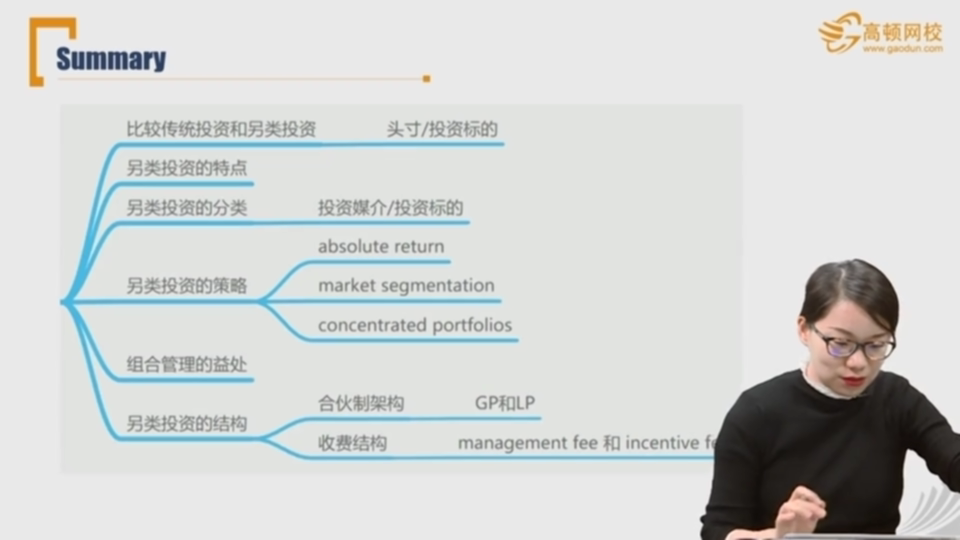 Summary
高顿网校
www.gaodun.com
比较传统投资和另类投资 头寸/投资标的
另类投资的特点
另类投资的分类 投资媒介/投资标的
absolute return
另类投资的策略 market segmentation
concentrated portfolios
组合管理的益处
合伙制架构 GP和LP
另类投资的结构
收费结构 management fee 和 incentive